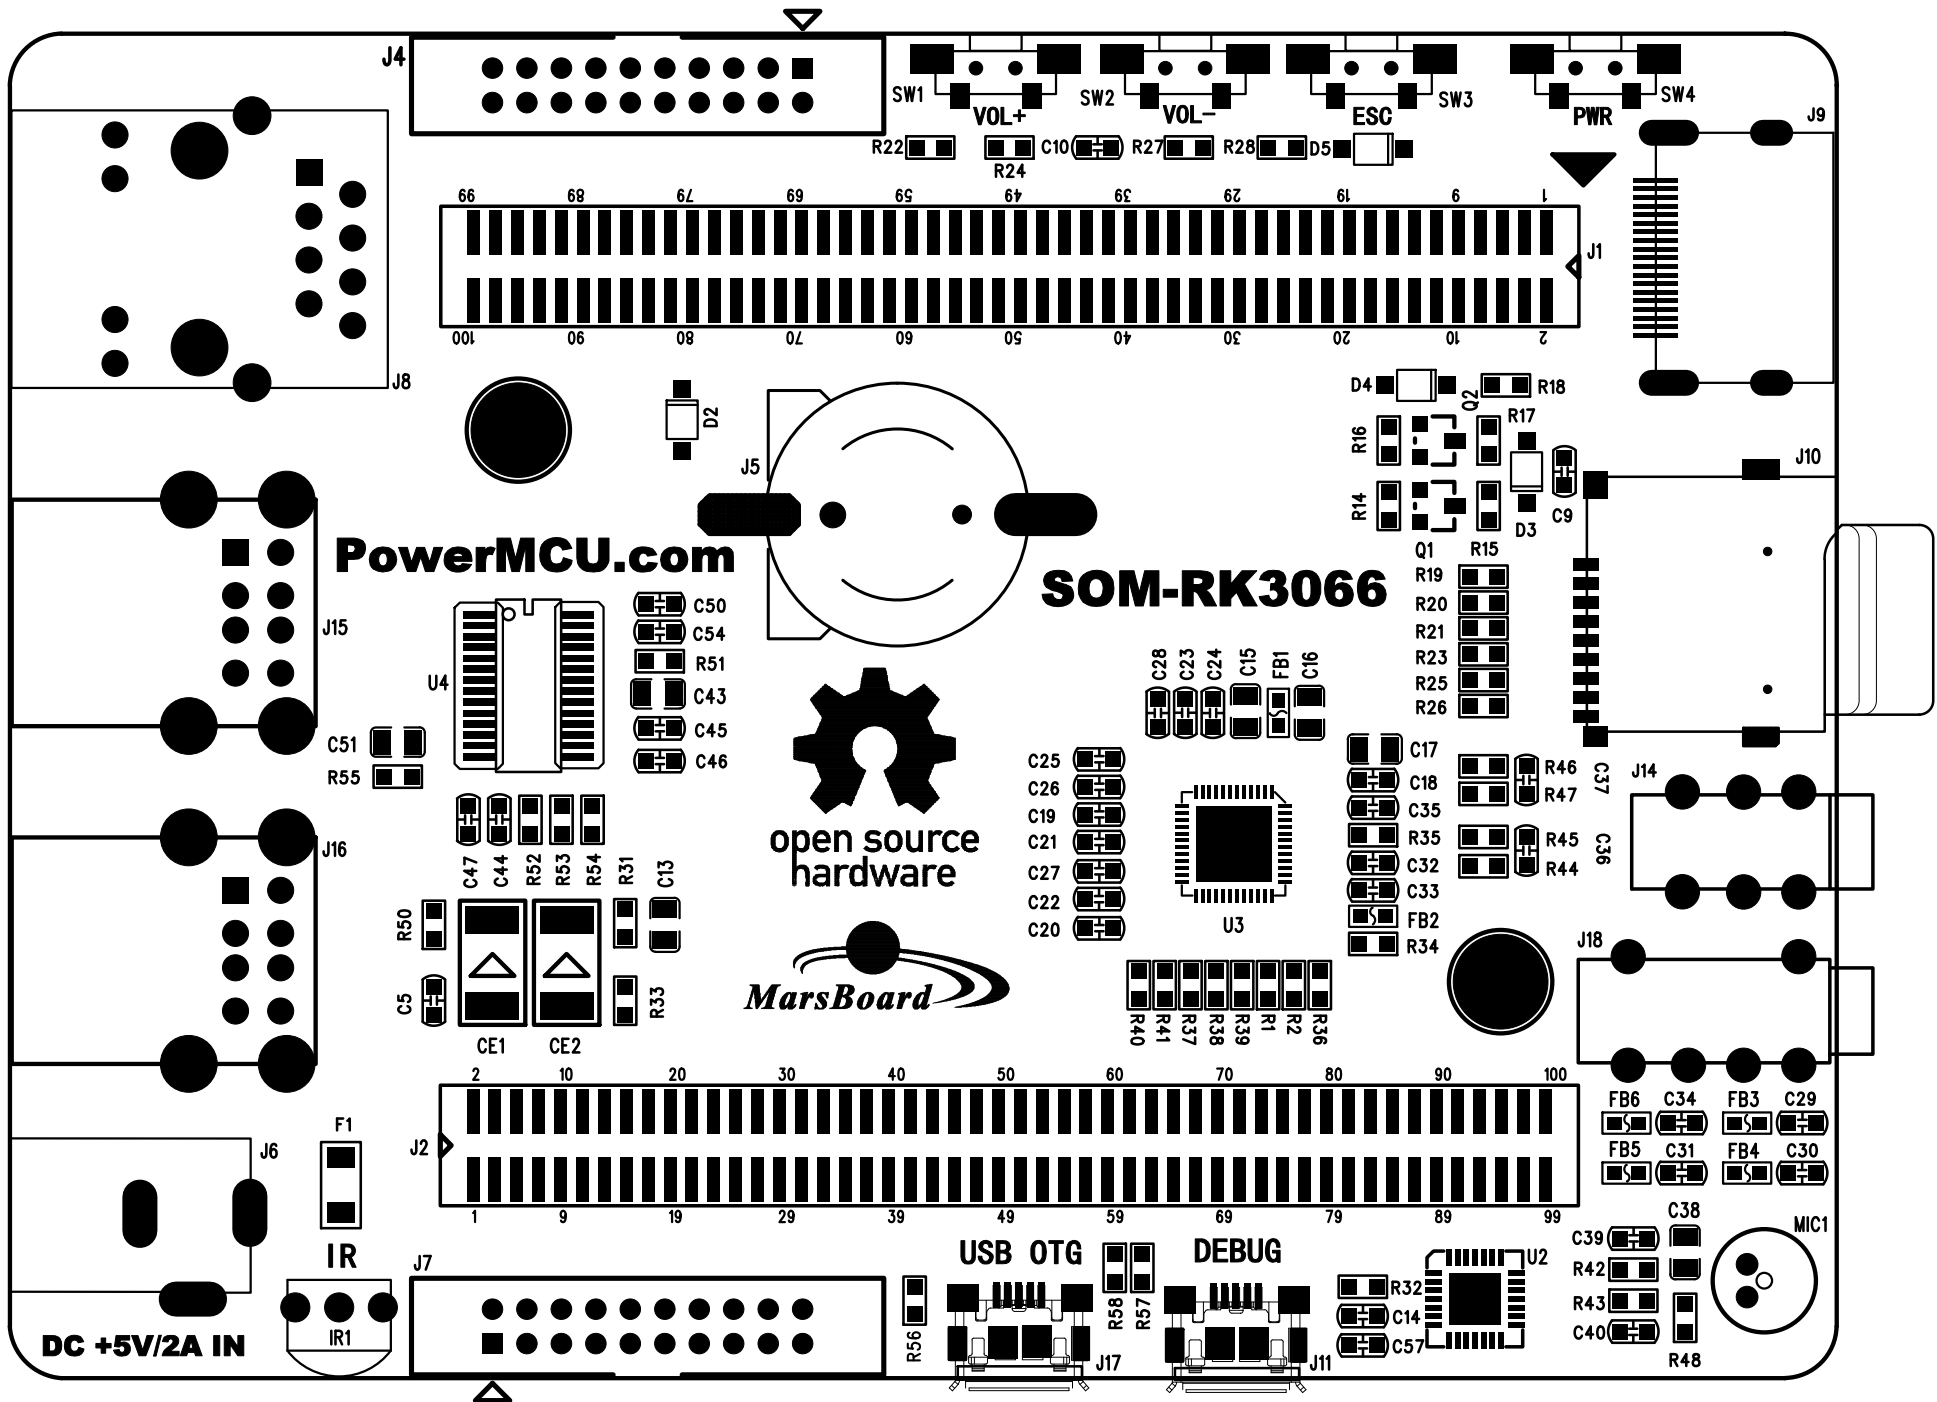 J4
SW1
SW2
SW3
SW4
VOL+
VOL-
ESC
PWR
J9
R22
R24
C10
R27
R28
D5
99 89 79 69 59 49 39 29 19 9 1
J1
100 90 80 70 60 50 40 30 20 10 2
J8
D2
D4
Q2
R18
R17
R16
J5
J10
R14
C9
D3
Q1
R15
PowerMCU.com
SOM-RK3066
R19
R20
R21
R23
R25
R26
J15
U4
C50
C54
R51
C43
C45
C46
C28
C23
C24
C15
FB1
C16
C51
R55
C25
C26
C19
C21
C27
C22
C20
U3
C17
C18
C35
R35
C32
C33
FB2
R34
R46
R47
C37
J14
R45
R44
C36
open source
hardware
J16
C47
C44
R52
R53
R54
R31
C13
R50
C5
R33
CE1
CE2
MarsBoard
J18
R40
R41
R37
R38
R39
R1
R2
R36
2 10 20 30 40 50 60 70 80 90 100
J2
1 9 19 29 39 49 59 69 79 89 99
FB6
C34
FB3
C29
FB5
C31
FB4
C30
F1
J6
IR
IR1
DC +5V/2A IN
J7
R56
USB OTG
R58
R57
J17
DEBUG
J11
R32
C14
C57
U2
C39
R42
R43
C40
C38
R48
MIC1